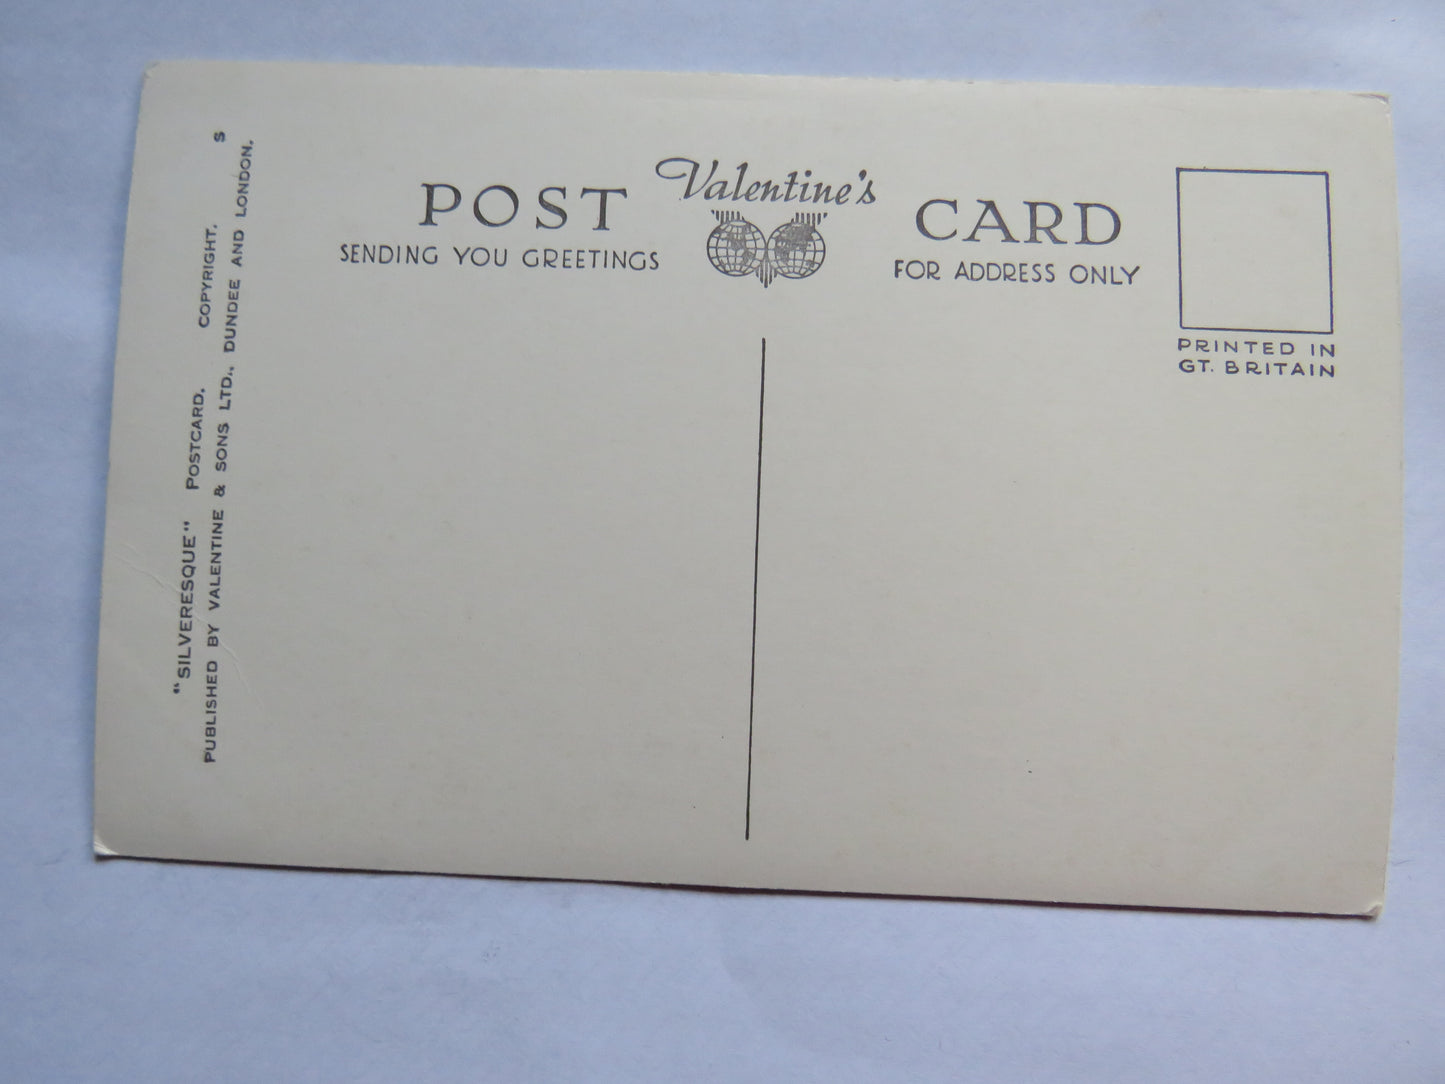 POST Valentine's CARD
SENDING YOU GREETINGS FOR ADDRESS ONLY
PRINTED IN
GT. BRITAIN
"SILVERESQUE" POSTCARD. COPYRIGHT. S
PUBLISHED BY VALENTINE & SONS LTD., DUNDEE AND LONDON.